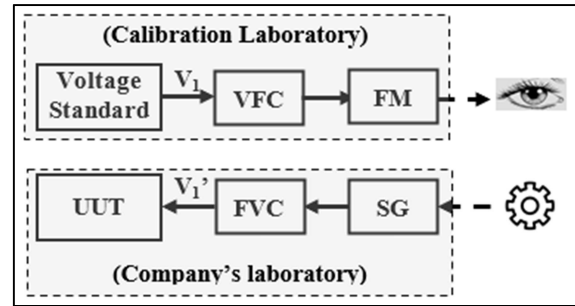 (Calibration Laboratory)
Voltage
Standard
V₁
VFC
FM
UUT
V₁’
FVC
SG
(Company’s laboratory)